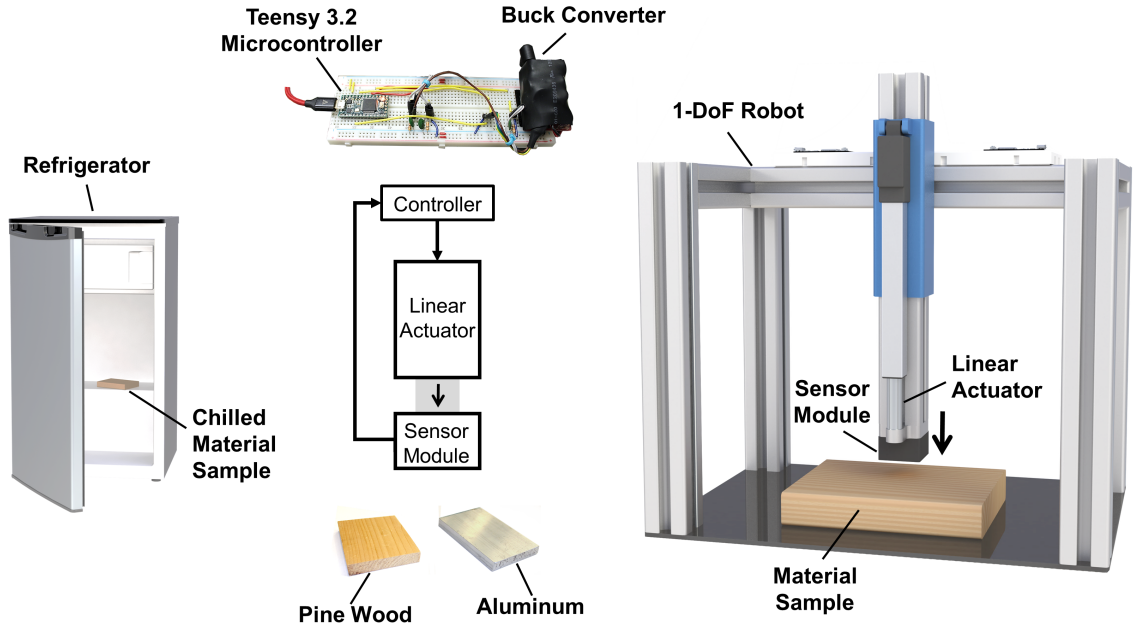 Teensy 3.2
Microcontroller
Buck Converter
1-DoF Robot
Refrigerator
Controller
Linear
Actuator
Sensor
Module
Chilled
Material
Sample
Linear
Actuator
Sensor
Module
Pine Wood
Aluminum
Material
Sample